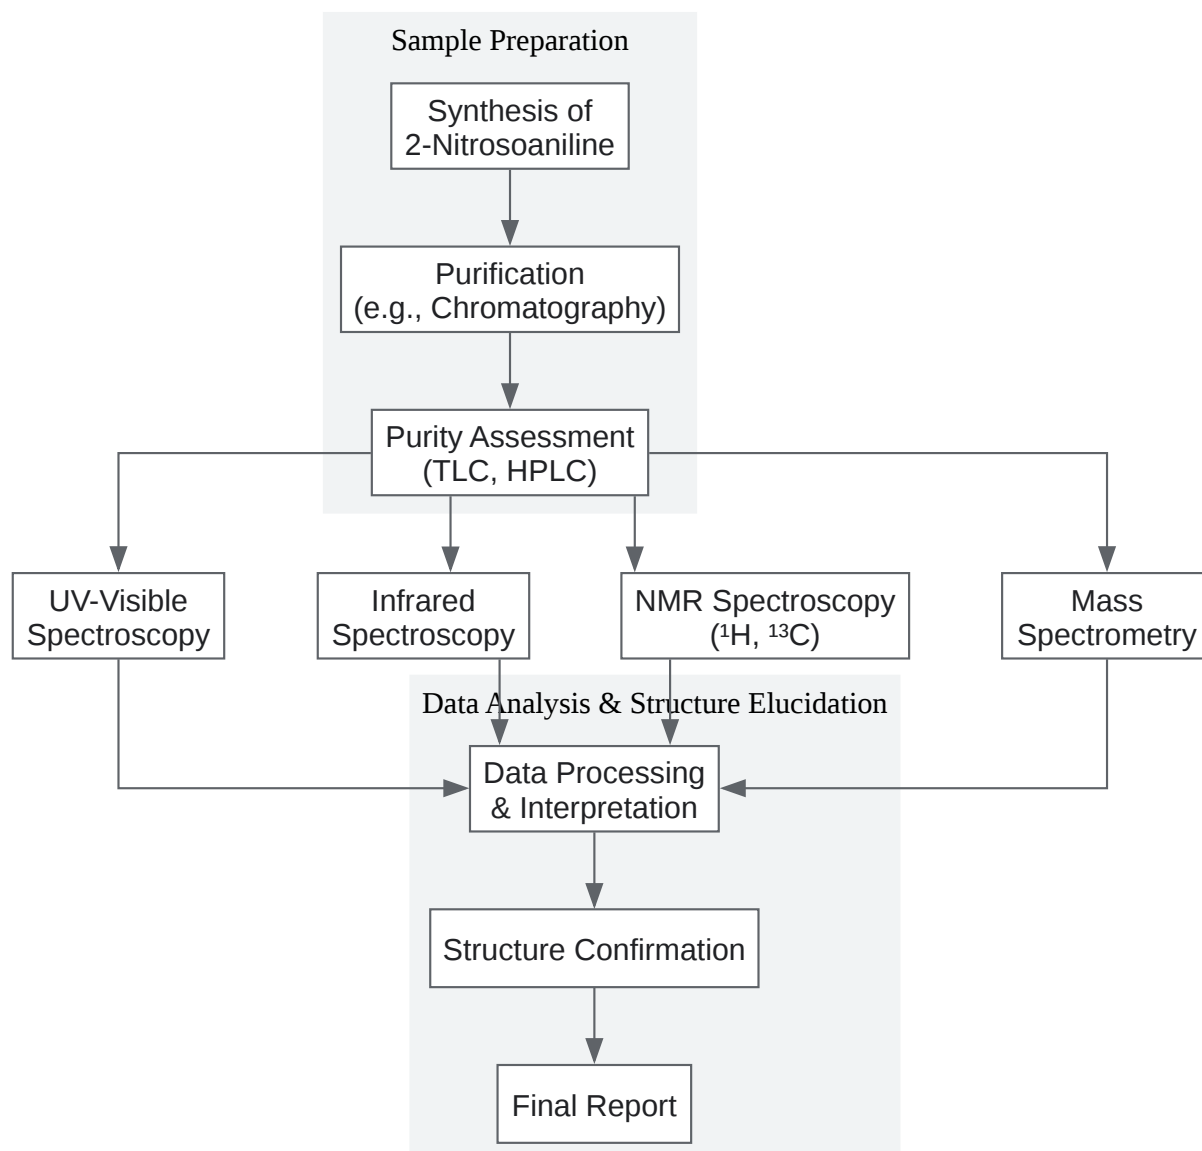 Sample Preparation
Synthesis of
2-Nitrosoaniline
Purification
(e.g., Chromatography)
Purity Assessment
(TLC, HPLC)
UV-Visible
Spectroscopy
Infrared
Spectroscopy
NMR Spectroscopy
(¹H, ¹³C)
Mass
Spectrometry
Data Analysis & Structure Elucidation
Data Processing
& Interpretation
Structure Confirmation
Final Report